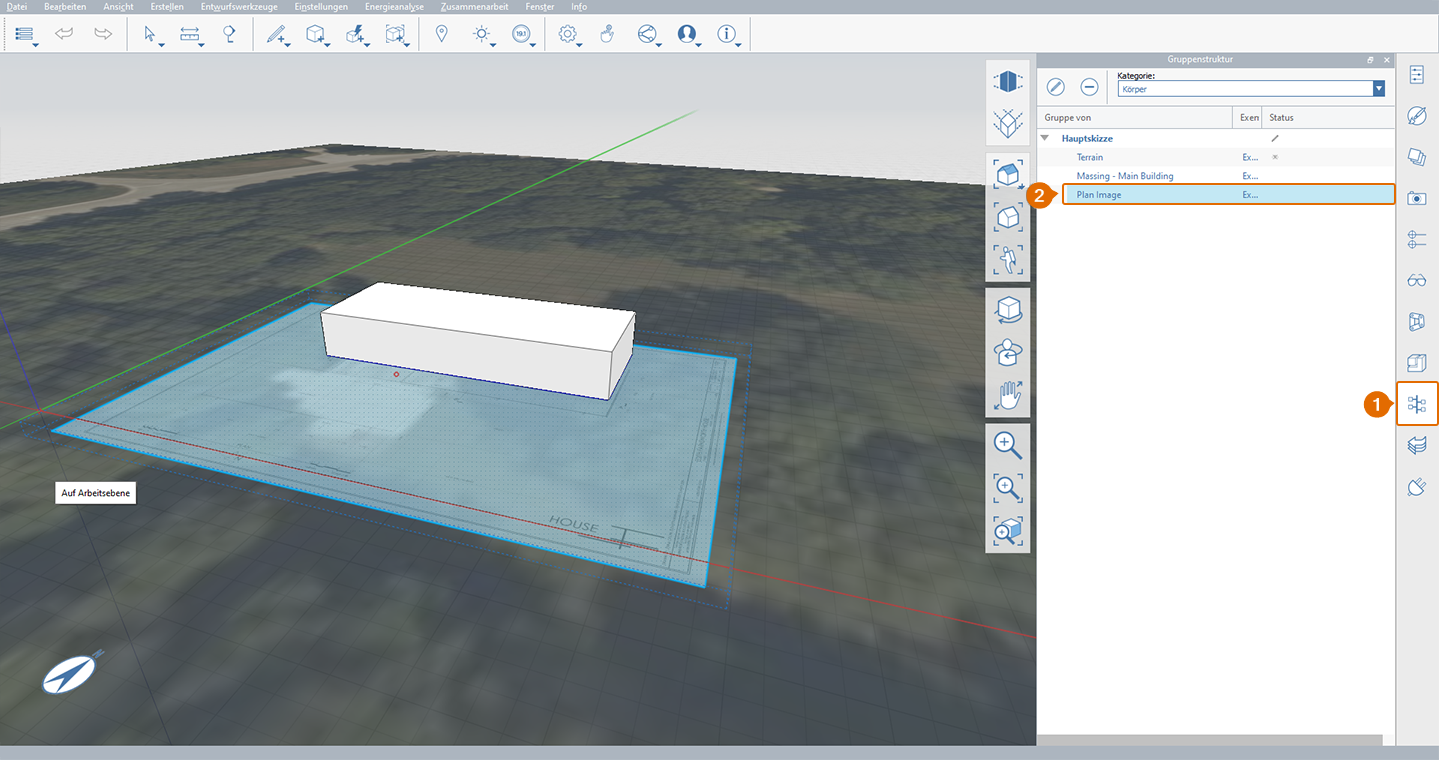 Datei Bearbeiten Ansicht Erstellen Entwurfswerkzeuge Einstellungen Energieanalyse Zusammenarbeit Fenster Info
191
Gruppenstruktur
Kategorie:
Körper
Gruppe von Exen Status
Hauptskizze
Terrain Ex...
Massing - Main Building Ex...
2
Plan Image Ex...
1
Auf Arbeitsebene
HOUSE